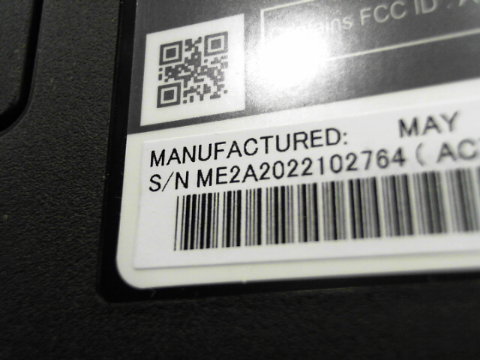 FCC ID :
MANUFACTURED: MAY
S/N ME2A2022102764 ( AC